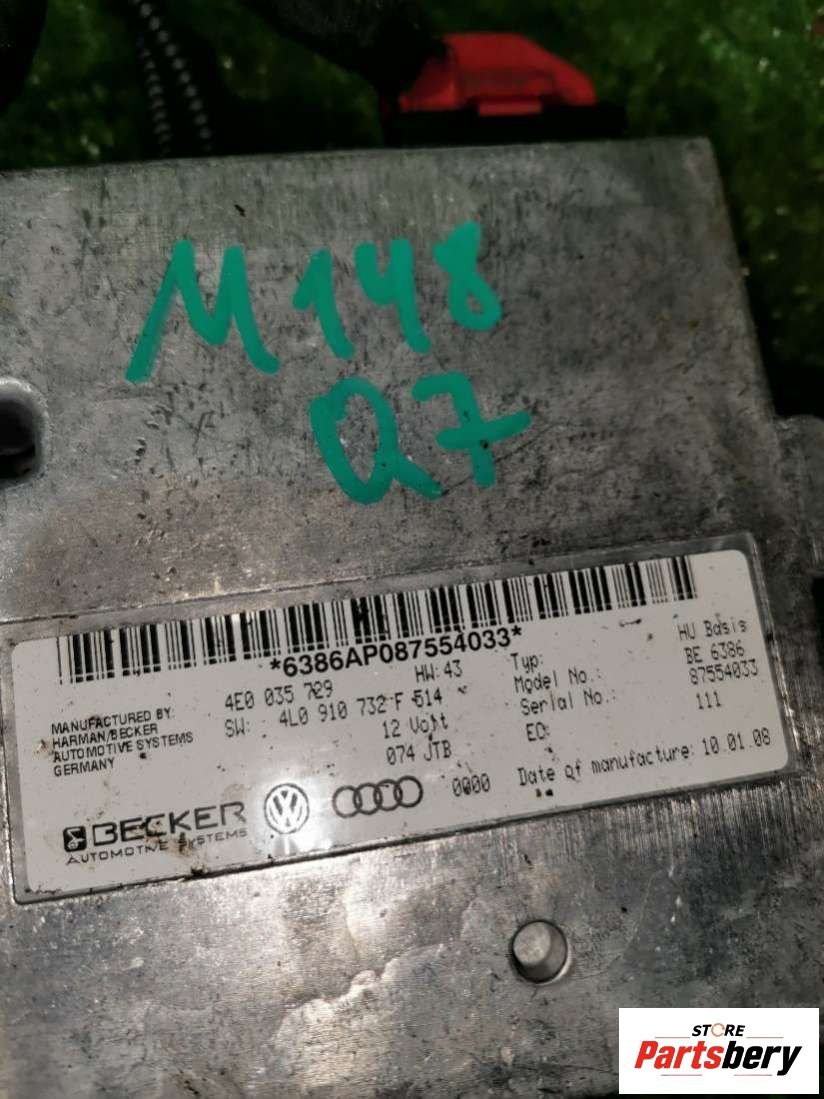 M148
Q7
*6386AP087554033*
MANUFACTURED BY:
HARMAN/BECKER
AUTOMOTIVE SYSTEMS
GERMANY
4E0 035 729 HW: 43
SW: 4L0 910 732 F 514
12 Volt
074 JTB
Typ: HU Basis
Model No.: BE 6386
Serial No.: 87554033
EC: 111
Date of manufacture: 10.01.08
BECKER
AUTOMOTIVE SYSTEMS
VW
0000
STORE
Partsbery